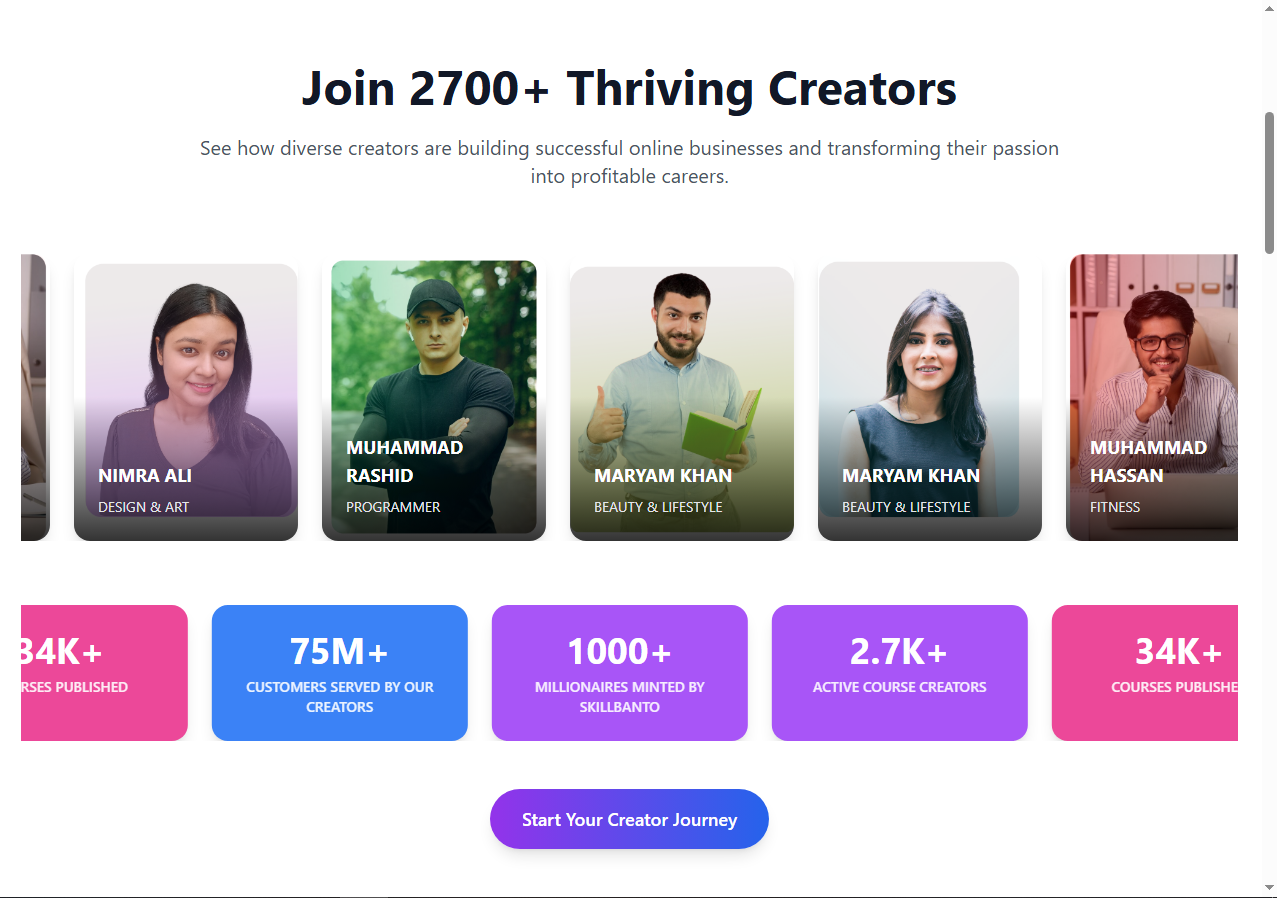 Join 2700+ Thriving Creators
See how diverse creators are building successful online businesses and transforming their passion
into profitable careers.
NIMRA ALI
DESIGN & ART
MUHAMMAD
RASHID
PROGRAMMER
MARYAM KHAN
BEAUTY & LIFESTYLE
MARYAM KHAN
BEAUTY & LIFESTYLE
MUHAMMAD
HASSAN
FITNESS
34K+
RSES PUBLISHED
75M+
CUSTOMERS SERVED BY OUR
CREATORS
1000+
MILLIONAIRES MINTED BY
SKILLBANTO
2.7K+
ACTIVE COURSE CREATORS
34K+
COURSES PUBLISHE
Start Your Creator Journey